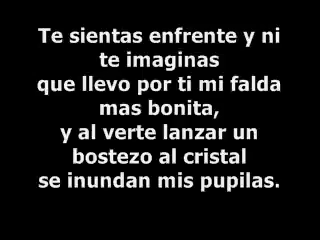 Te sientas enfrente y ni
te imaginas
que llevo por ti mi falda
mas bonita,
y al verte lanzar un
bostezo al cristal
se inundan mis pupilas.